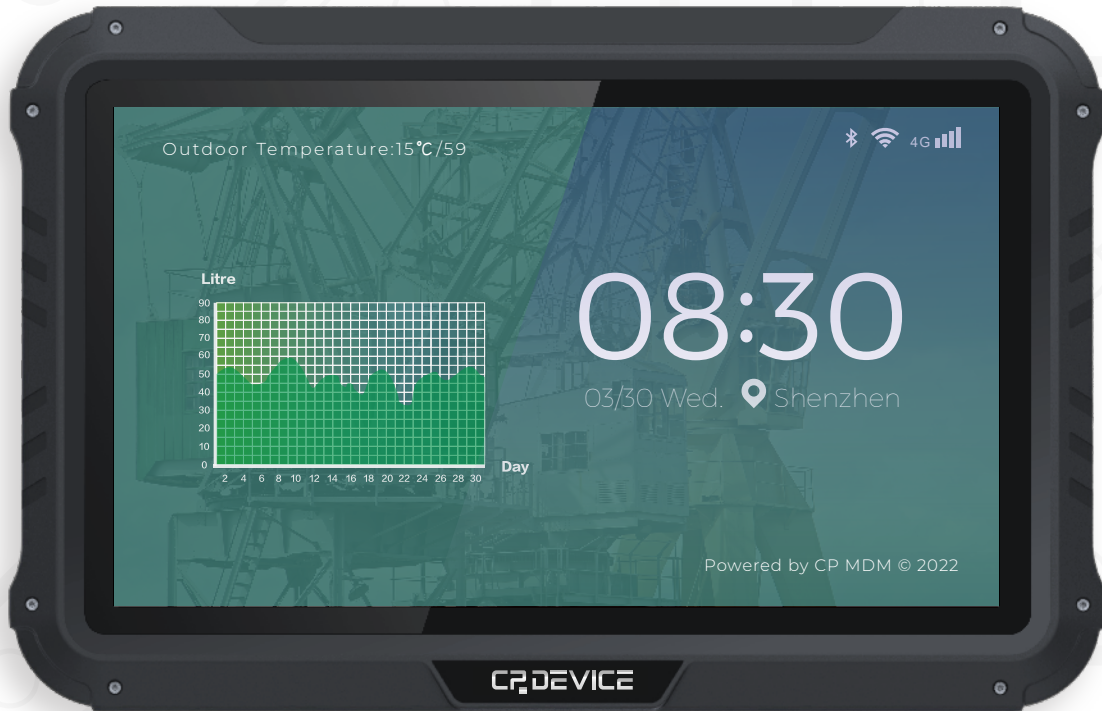 Outdoor Temperature:15℃/59
4G
Litre
90
80
70
60
50
40
30
20
10
0
2 4 6 8 10 12 14 16 18 20 22 24 26 28 30
Day
08:30
03/30 Wed. Shenzhen
Powered by CP MDM © 2022
CPDEVICE